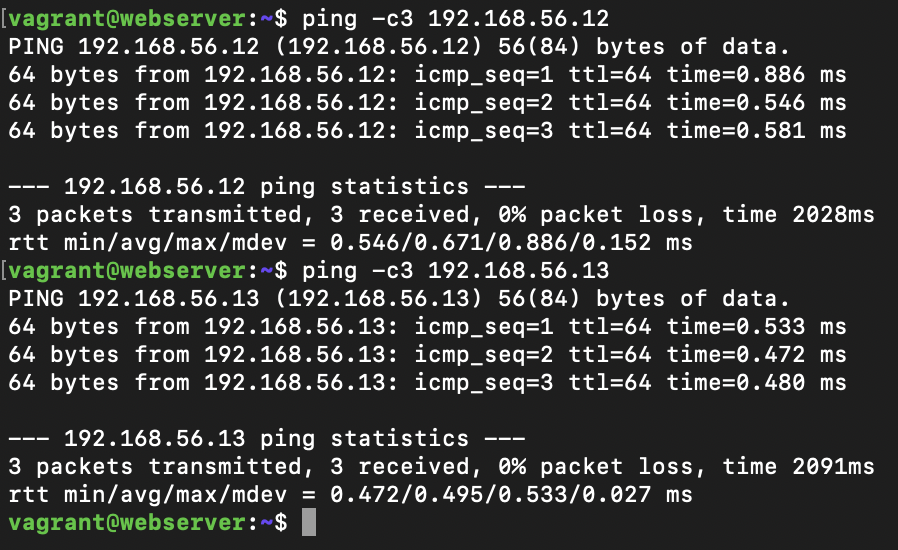 [vagrant@webserver:~$ ping -c3 192.168.56.12
PING 192.168.56.12 (192.168.56.12) 56(84) bytes of data.
64 bytes from 192.168.56.12: icmp_seq=1 ttl=64 time=0.886 ms
64 bytes from 192.168.56.12: icmp_seq=2 ttl=64 time=0.546 ms
64 bytes from 192.168.56.12: icmp_seq=3 ttl=64 time=0.581 ms

--- 192.168.56.12 ping statistics ---
3 packets transmitted, 3 received, 0% packet loss, time 2028ms
rtt min/avg/max/mdev = 0.546/0.671/0.886/0.152 ms
[vagrant@webserver:~$ ping -c3 192.168.56.13
PING 192.168.56.13 (192.168.56.13) 56(84) bytes of data.
64 bytes from 192.168.56.13: icmp_seq=1 ttl=64 time=0.533 ms
64 bytes from 192.168.56.13: icmp_seq=2 ttl=64 time=0.472 ms
64 bytes from 192.168.56.13: icmp_seq=3 ttl=64 time=0.480 ms

--- 192.168.56.13 ping statistics ---
3 packets transmitted, 3 received, 0% packet loss, time 2091ms
rtt min/avg/max/mdev = 0.472/0.495/0.533/0.027 ms
vagrant@webserver:~$